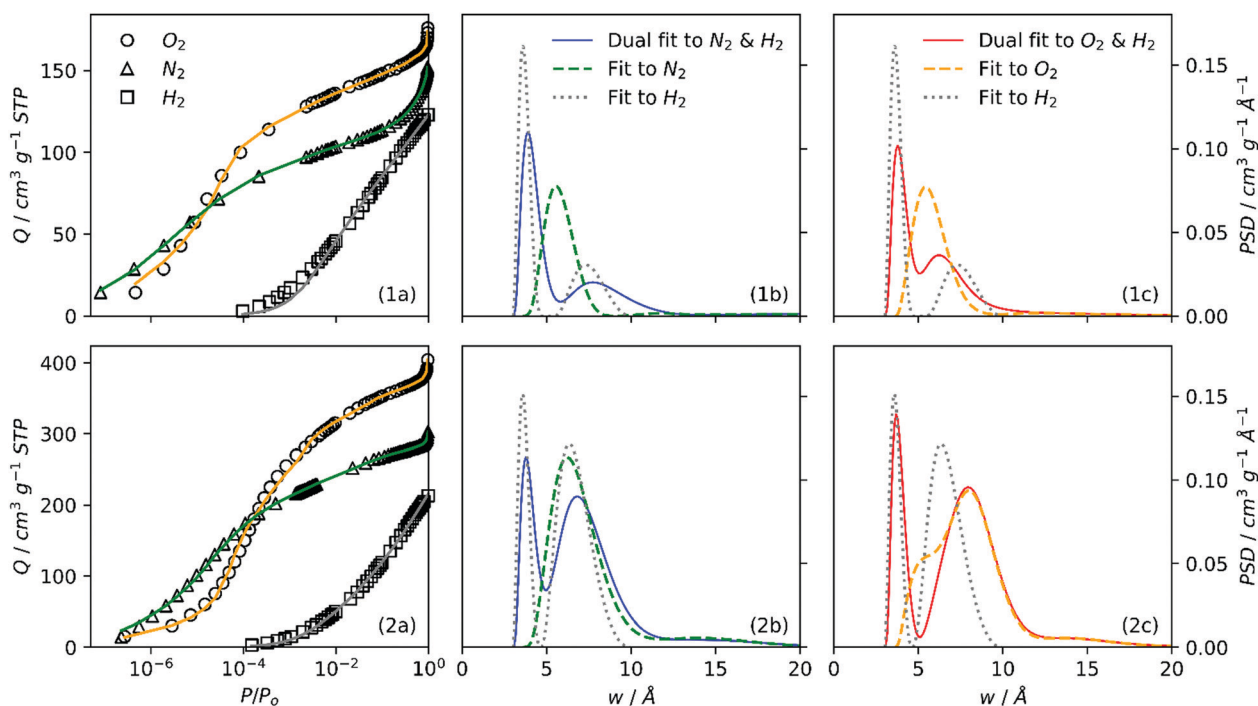 O₂
N₂
H₂
150
100
50
0
Q / cm³ g⁻¹ STP
(1a)
Dual fit to N₂ & H₂
Fit to N₂
Fit to H₂
(1b)
5
10
15
20
Dual fit to O₂ & H₂
Fit to O₂
Fit to H₂
(1c)
5
10
15
20
0.15
0.10
0.05
0.00
PSD / cm³ g⁻¹ Å⁻¹
400
300
200
100
0
Q / cm³ g⁻¹ STP
(2a)
10⁻⁶
10⁻⁴
10⁻²
10⁰
P/Pₒ
(2b)
5
10
15
20
w / Å
(2c)
5
10
15
20
w / Å
0.15
0.10
0.05
0.00
PSD / cm³ g⁻¹ Å⁻¹